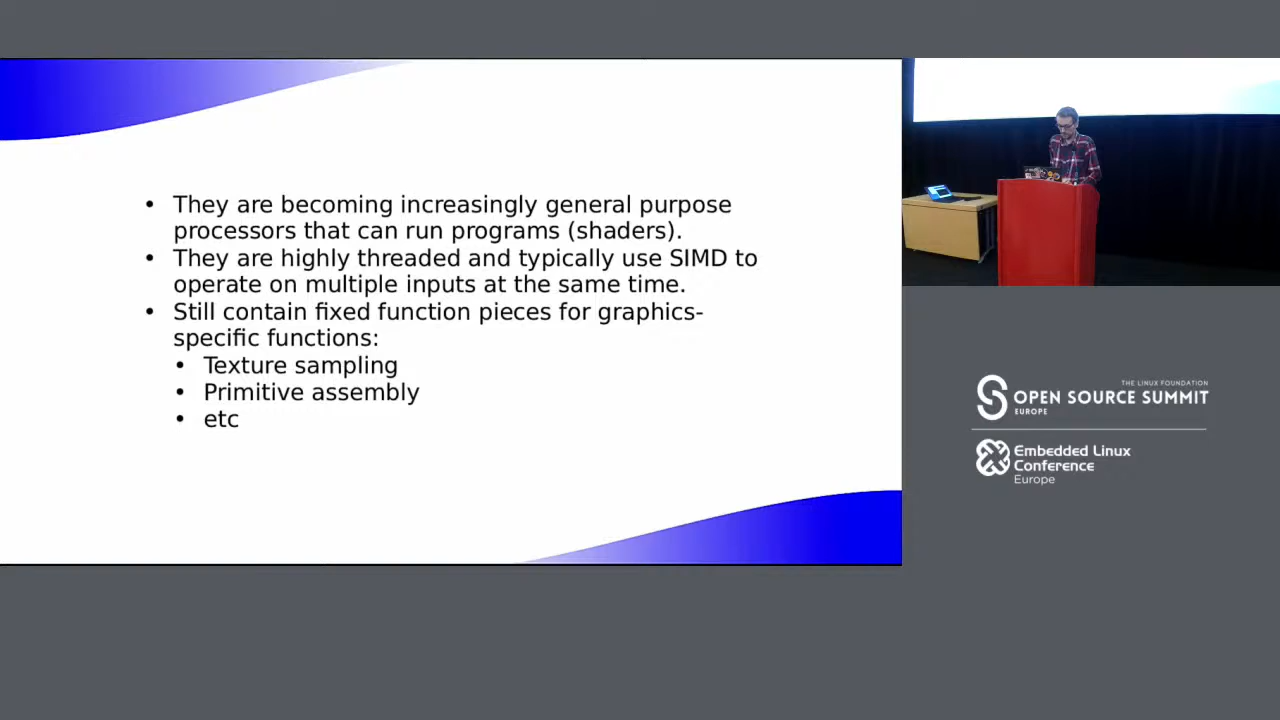 • They are becoming increasingly general purpose
processors that can run programs (shaders).
• They are highly threaded and typically use SIMD to
operate on multiple inputs at the same time.
• Still contain fixed function pieces for graphics-
specific functions:
• Texture sampling
• Primitive assembly
• etc
THE LINUX FOUNDATION
OPEN SOURCE SUMMIT
EUROPE
Embedded Linux
Conference
Europe